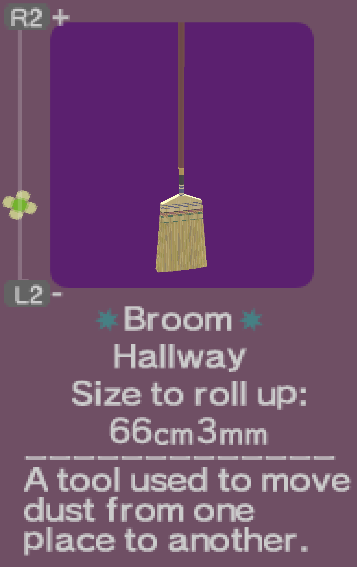 R2 +
L2 -
Broom
Hallway
Size to roll up:
66cm3mm
A tool used to move
dust from one
place to another.